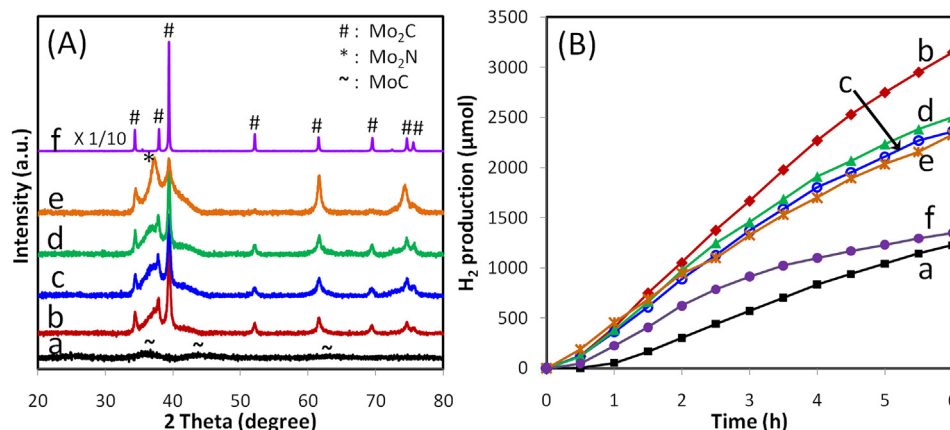 (A)
# : Mo₂C
* : Mo₂N
~ : MoC
#
# #
# # # ##
f X 1/10
*
e
d
c
b
a
~ ~ ~
Intensity (a.u.)
20 30 40 50 60 70 80
2 Theta (degree)
(B)
3500
3000
2500
2000
1500
1000
500
0
H₂ production (µmol)
b
c
d
e
f
a
0 1 2 3 4 5 6
Time (h)